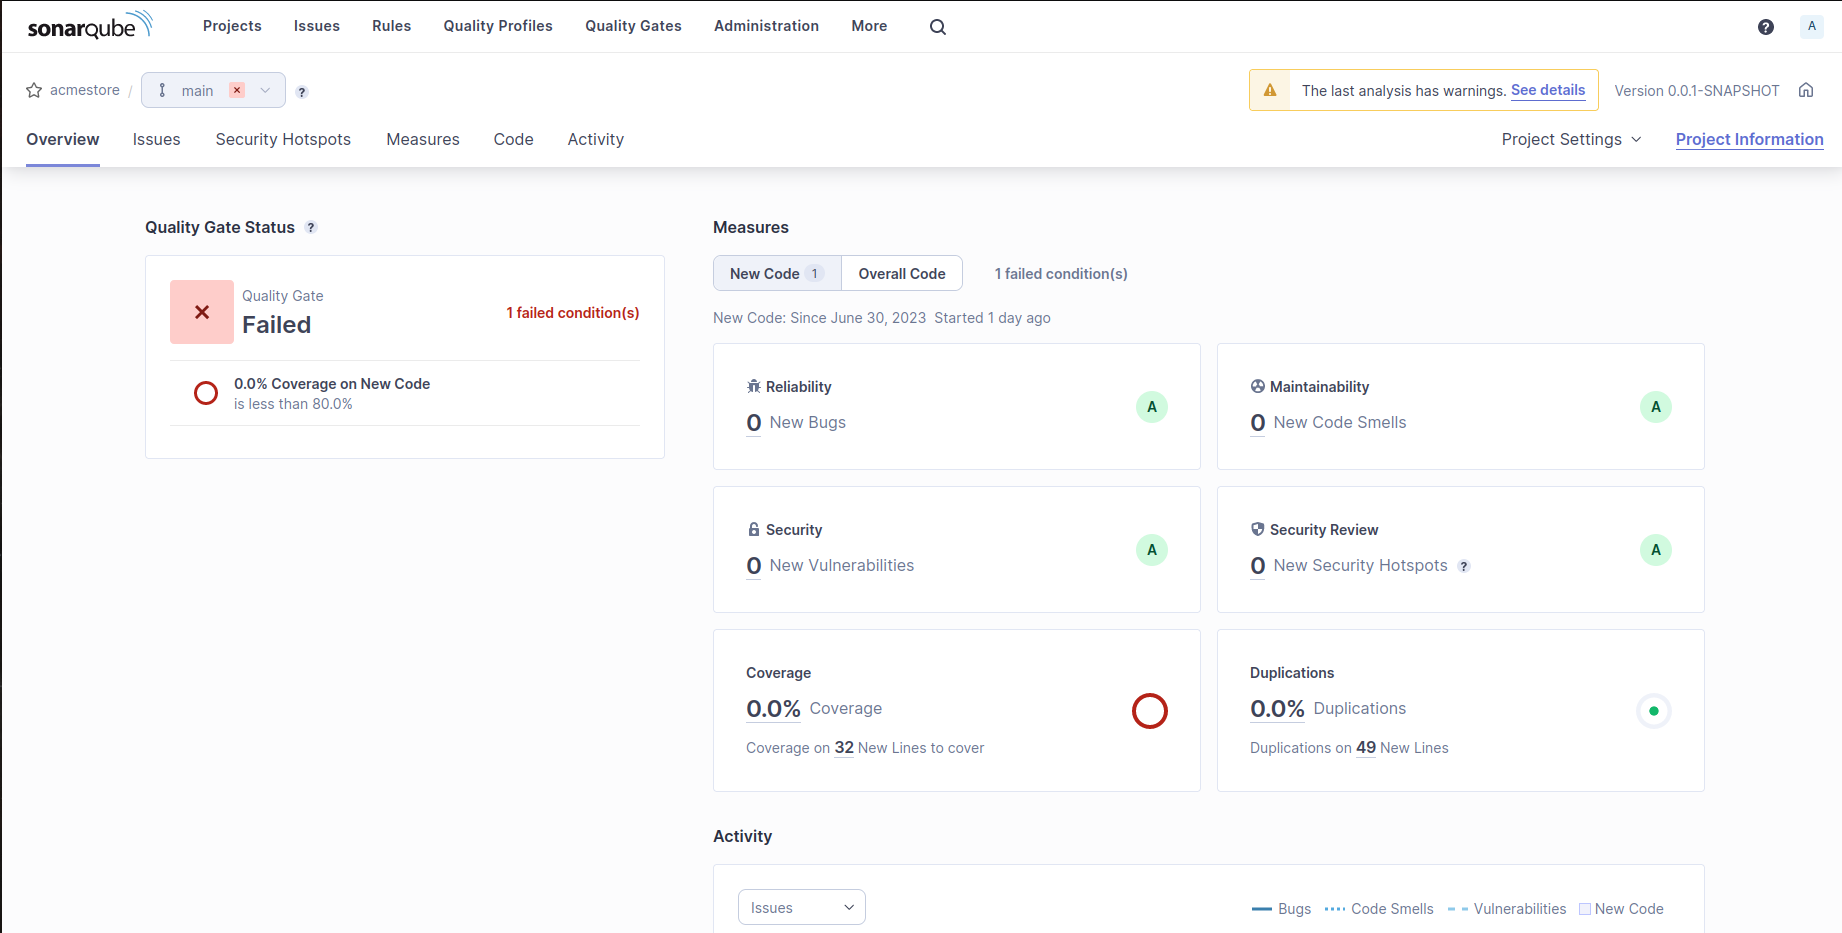 sonarqube
Projects Issues Rules Quality Profiles Quality Gates Administration More ? A
acmestore / main × ?
The last analysis has warnings. See details Version 0.0.1-SNAPSHOT
Overview Issues Security Hotspots Measures Code Activity Project Settings Project Information
Quality Gate Status ?
Quality Gate
Failed
1 failed condition(s)
0.0% Coverage on New Code
is less than 80.0%
Measures
New Code 1 Overall Code 1 failed condition(s)
New Code: Since June 30, 2023 Started 1 day ago
Reliability
0 New Bugs
A
Maintainability
0 New Code Smells
A
Security
0 New Vulnerabilities
A
Security Review
0 New Security Hotspots ?
A
Coverage
0.0% Coverage
Coverage on 32 New Lines to cover
Duplications
0.0% Duplications
Duplications on 49 New Lines
Activity
Issues
Bugs Code Smells Vulnerabilities New Code